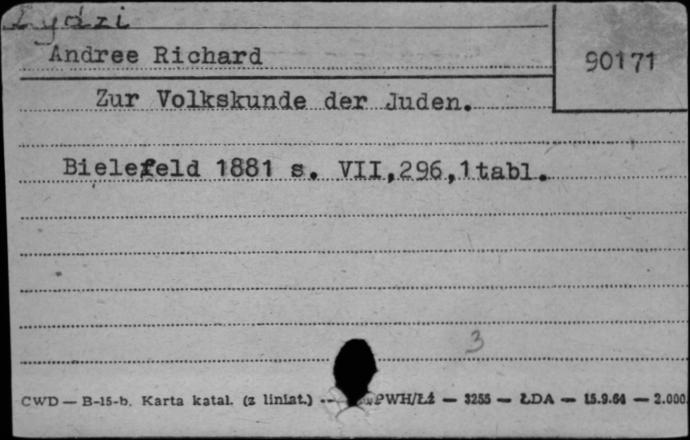 Żydzi
Andree Richard
90171
Zur Volkskunde der Juden.
Bielefeld 1881 s. VII,296,1tabl.
3
CWD — B-15-b. Karta katal. (z liniat.) — PWH/Łż — 3255 — ŁDA — 15.9.64 — 2.000